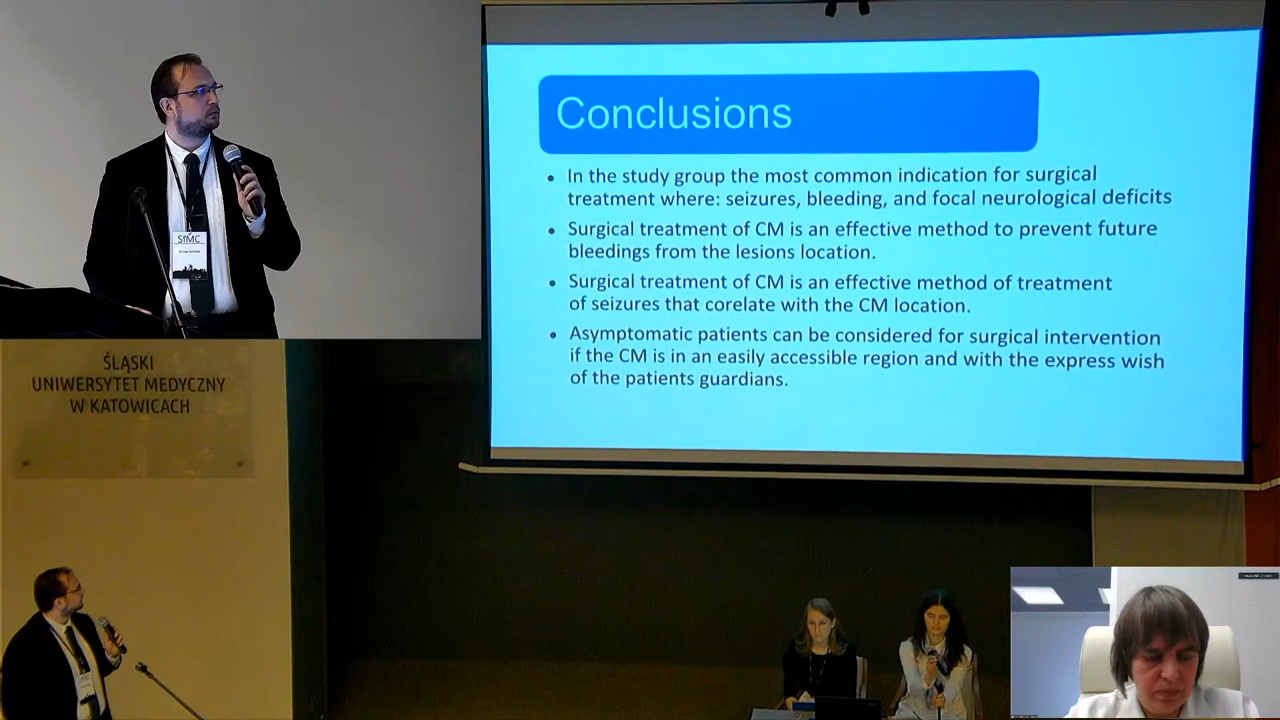 Conclusions
• In the study group the most common indication for surgical
treatment where: seizures, bleeding, and focal neurological deficits
• Surgical treatment of CM is an effective method to prevent future
bleedings from the lesions location.
• Surgical treatment of CM is an effective method of treatment
of seizures that corelate with the CM location.
• Asymptomatic patients can be considered for surgical intervention
if the CM is in an easily accessible region and with the express wish
of the patients guardians.
SIMC
ŚLĄSKI
UNIWERSYTET MEDYCZNY
W KATOWICACH